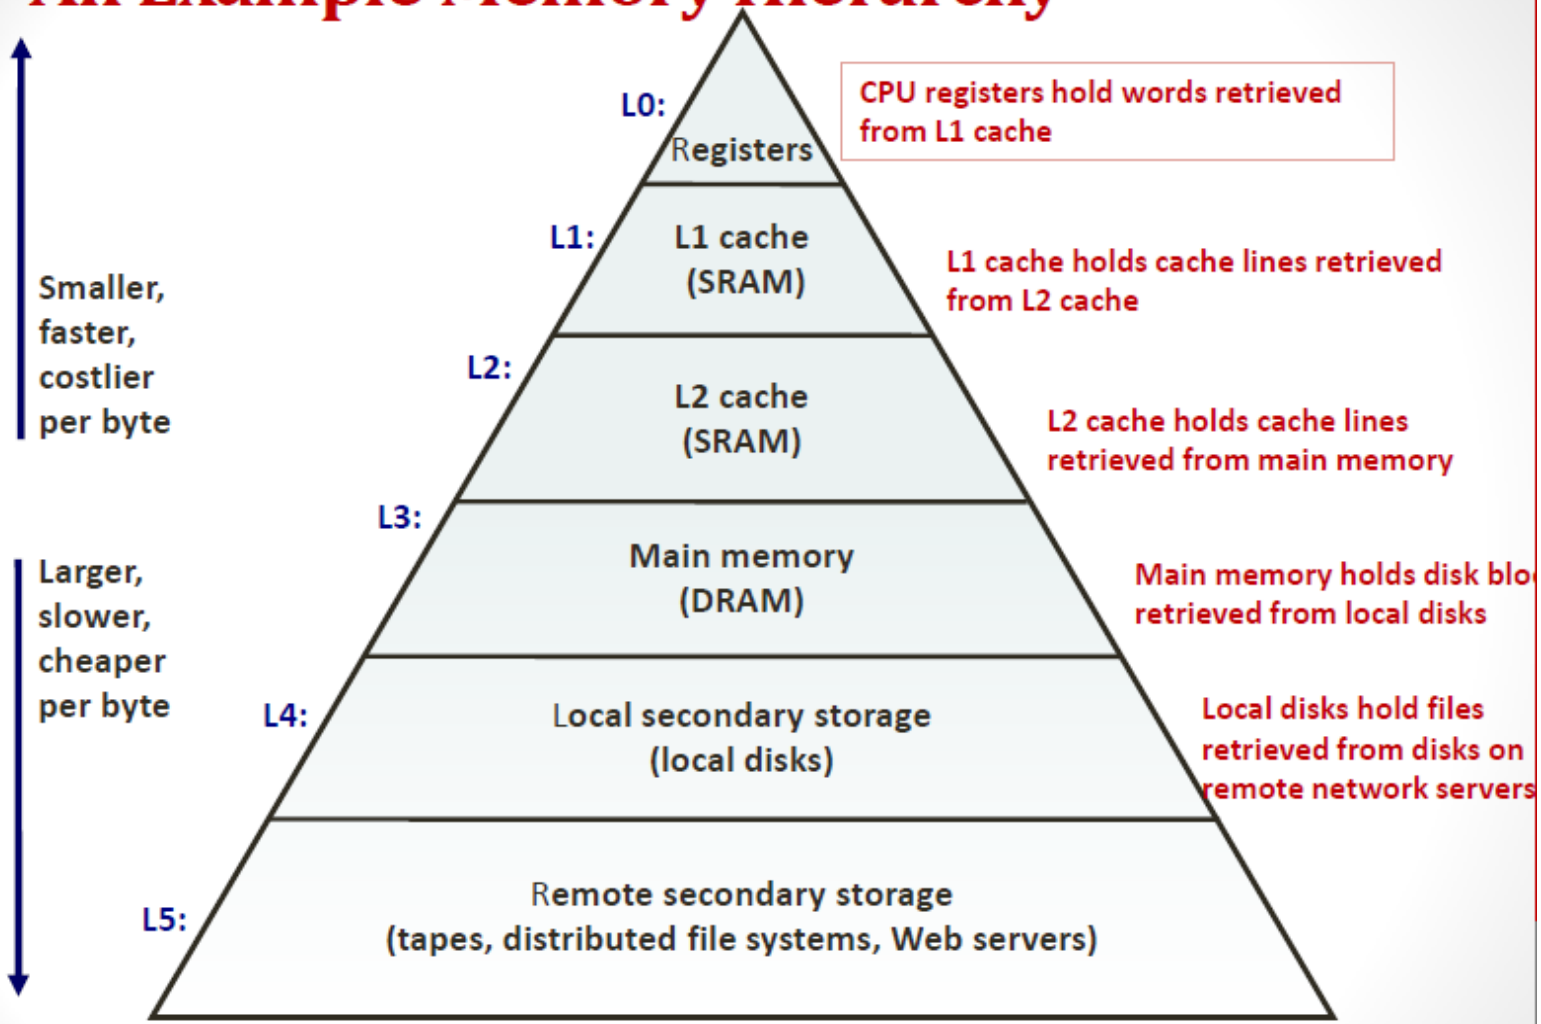 An Example Memory Hierarchy
L0:
Registers
CPU registers hold words retrieved
from L1 cache
L1:
L1 cache
(SRAM)
L1 cache holds cache lines retrieved
from L2 cache
Smaller,
faster,
costlier
per byte
L2:
L2 cache
(SRAM)
L2 cache holds cache lines
retrieved from main memory
L3:
Main memory
(DRAM)
Main memory holds disk
retrieved from local disks
Larger,
slower,
cheaper
per byte
L4:
Local secondary storage
(local disks)
Local disks hold files
retrieved from disks on
remote network servers
L5:
Remote secondary storage
(tapes, distributed file systems, Web servers)